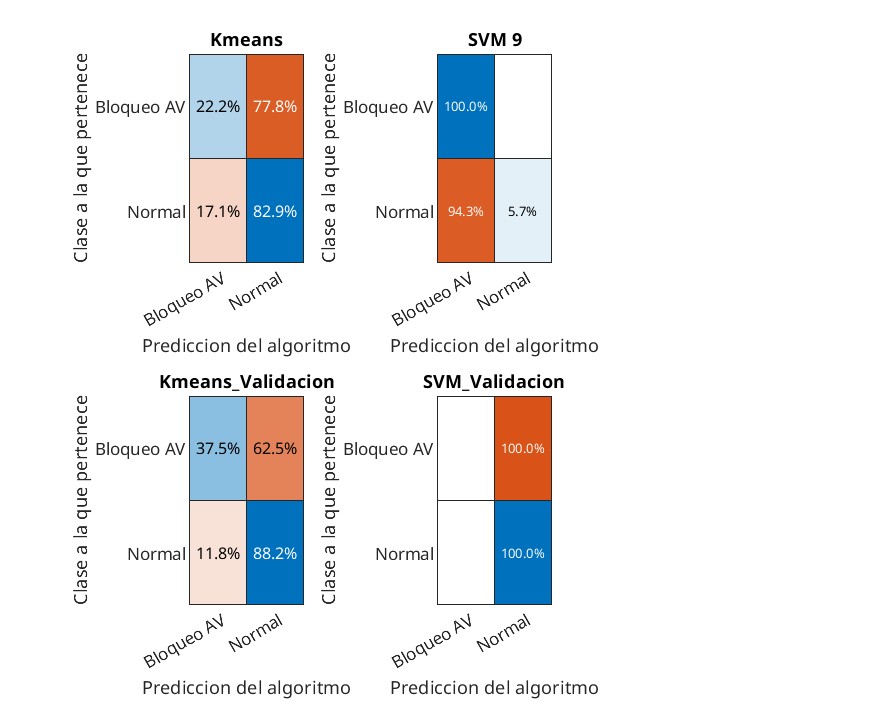 Kmeans
Clase a la que pertenece
Bloqueo AV
22.2%
77.8%
Normal
17.1%
82.9%
Bloqueo AV
Normal
Prediccion del algoritmo
SVM 9
Clase a la que pertenece
Bloqueo AV
100.0%
Normal
94.3%
5.7%
Bloqueo AV
Normal
Prediccion del algoritmo
Kmeans_Validacion
Clase a la que pertenece
Bloqueo AV
37.5%
62.5%
Normal
11.8%
88.2%
Bloqueo AV
Normal
Prediccion del algoritmo
SVM_Validacion
Clase a la que pertenece
Bloqueo AV
100.0%
Normal
100.0%
Bloqueo AV
Normal
Prediccion del algoritmo